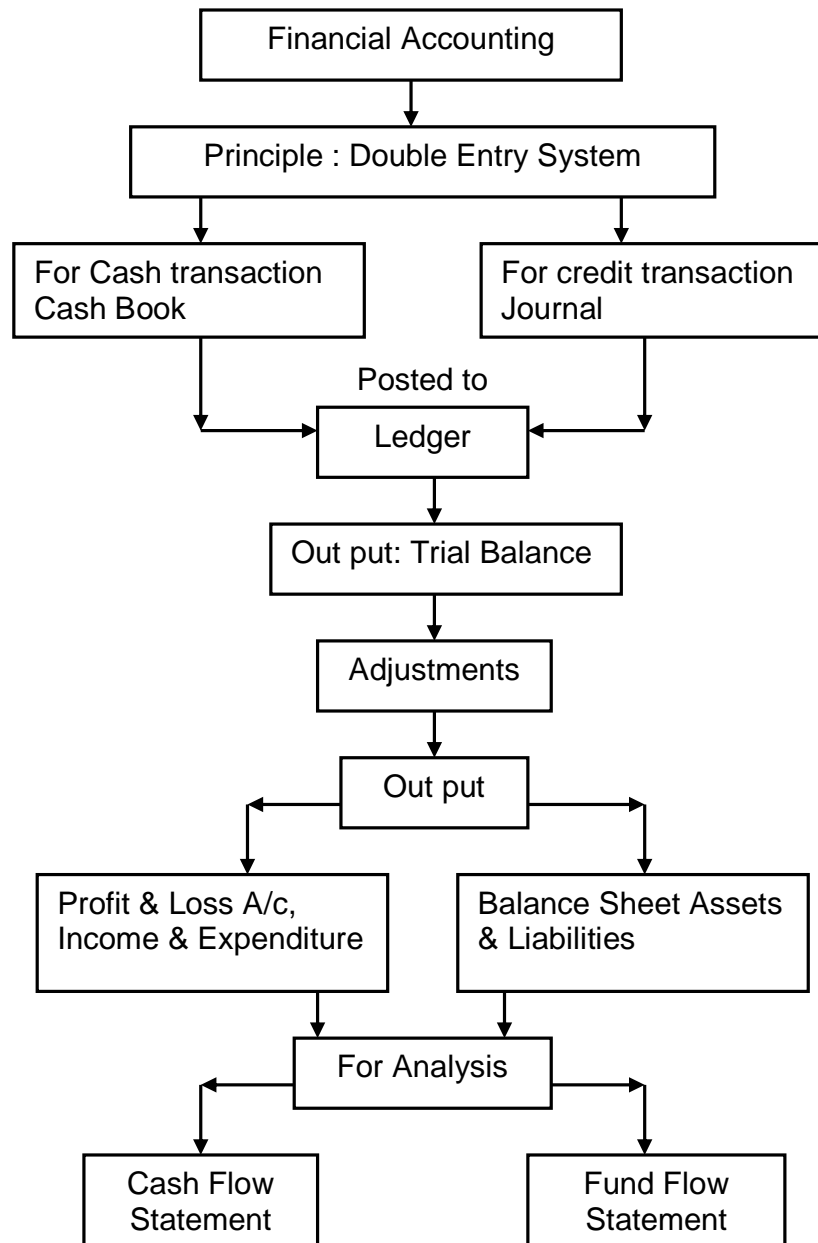 Financial Accounting
Principle : Double Entry System
For Cash transaction
Cash Book
For credit transaction
Journal
Posted to
Ledger
Out put: Trial Balance
Adjustments
Out put
Profit & Loss A/c,
Income & Expenditure
Balance Sheet Assets
& Liabilities
For Analysis
Cash Flow
Statement
Fund Flow
Statement